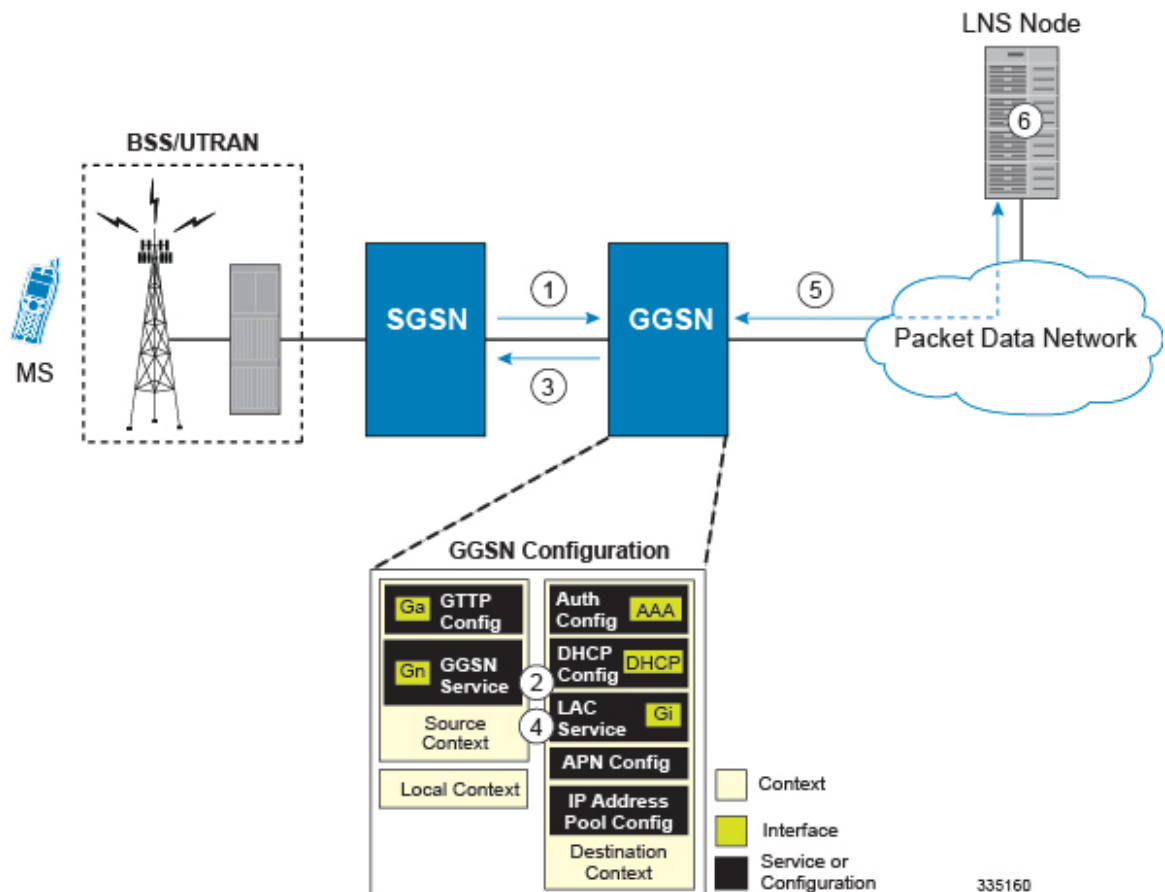 LNS Node
6
BSS/UTRAN
MS
SGSN
1
3
GGSN
5
Packet Data Network
GGSN Configuration
Ga
GTTP
Config
Gn
GGSN
Service
Source
Context
Local Context
2
4
Auth
Config
AAA
DHCP
Config
DHCP
LAC
Service
Gi
APN Config
IP Address
Pool Config
Destination
Context
Context
Interface
Service or
Configuration
335160